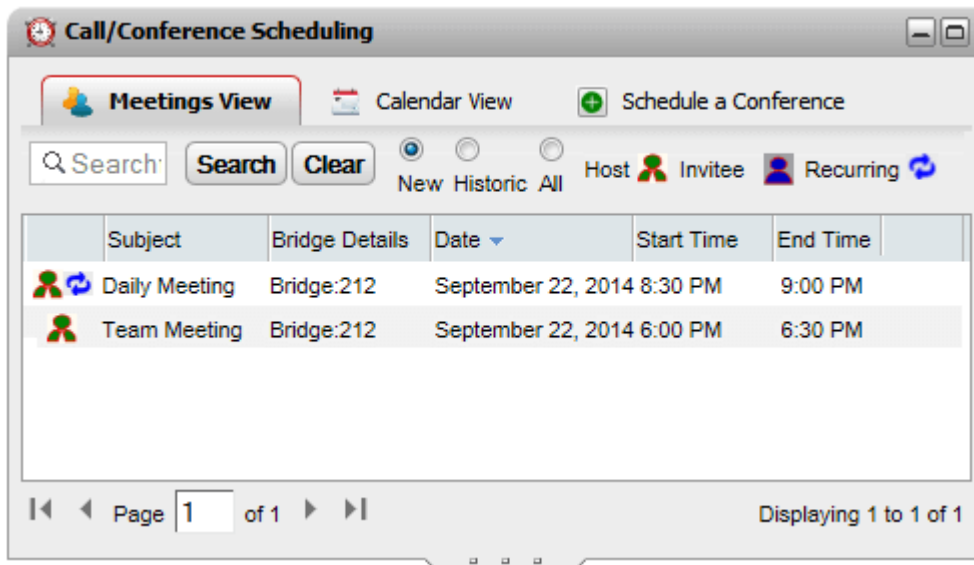 Call/Conference Scheduling
Meetings View Calendar View Schedule a Conference
Search Search Clear New Historic All Host Invitee Recurring
Subject Bridge Details Date Start Time End Time
Daily Meeting Bridge:212 September 22, 2014 8:30 PM 9:00 PM
Team Meeting Bridge:212 September 22, 2014 6:00 PM 6:30 PM
Page 1 of 1 Displaying 1 to 1 of 1